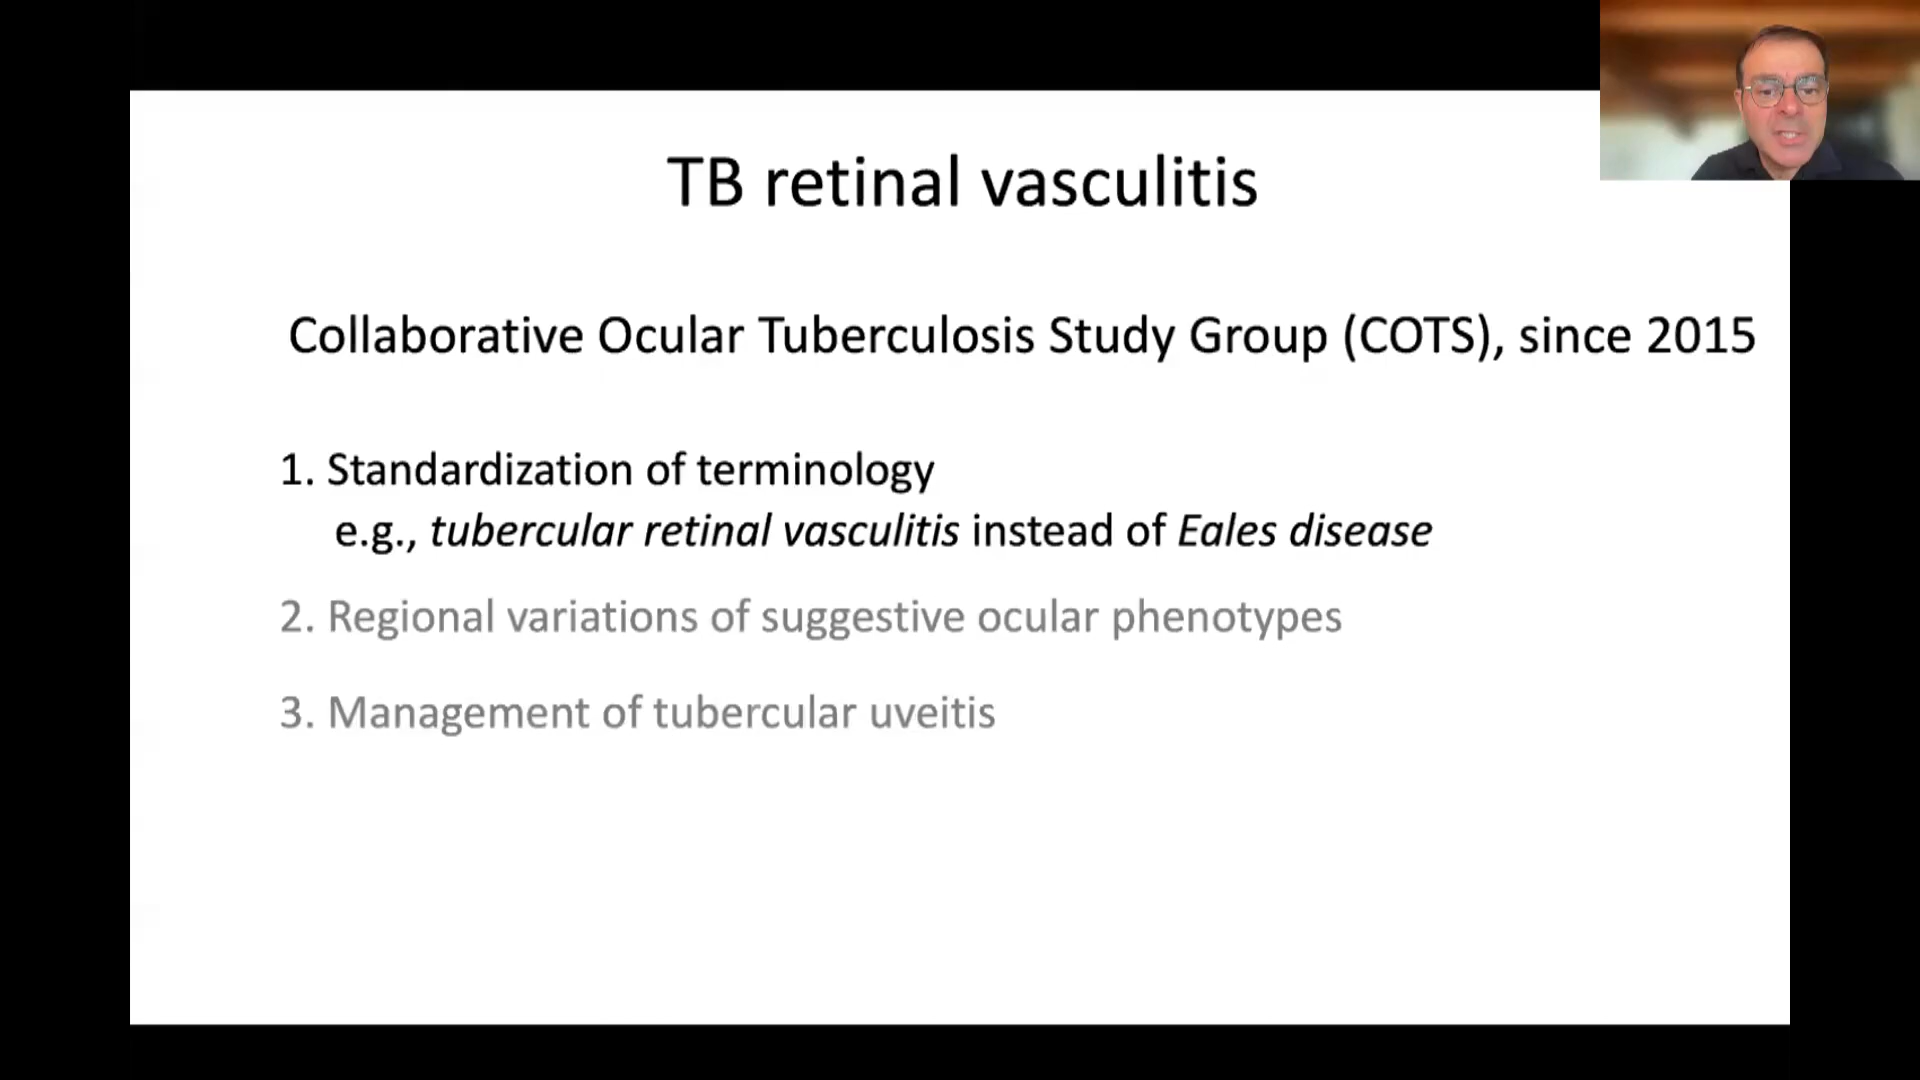 TB retinal vasculitis
Collaborative Ocular Tuberculosis Study Group (COTS), since 2015
1. Standardization of terminology
e.g., tubercular retinal vasculitis instead of Eales disease
2. Regional variations of suggestive ocular phenotypes
3. Management of tubercular uveitis